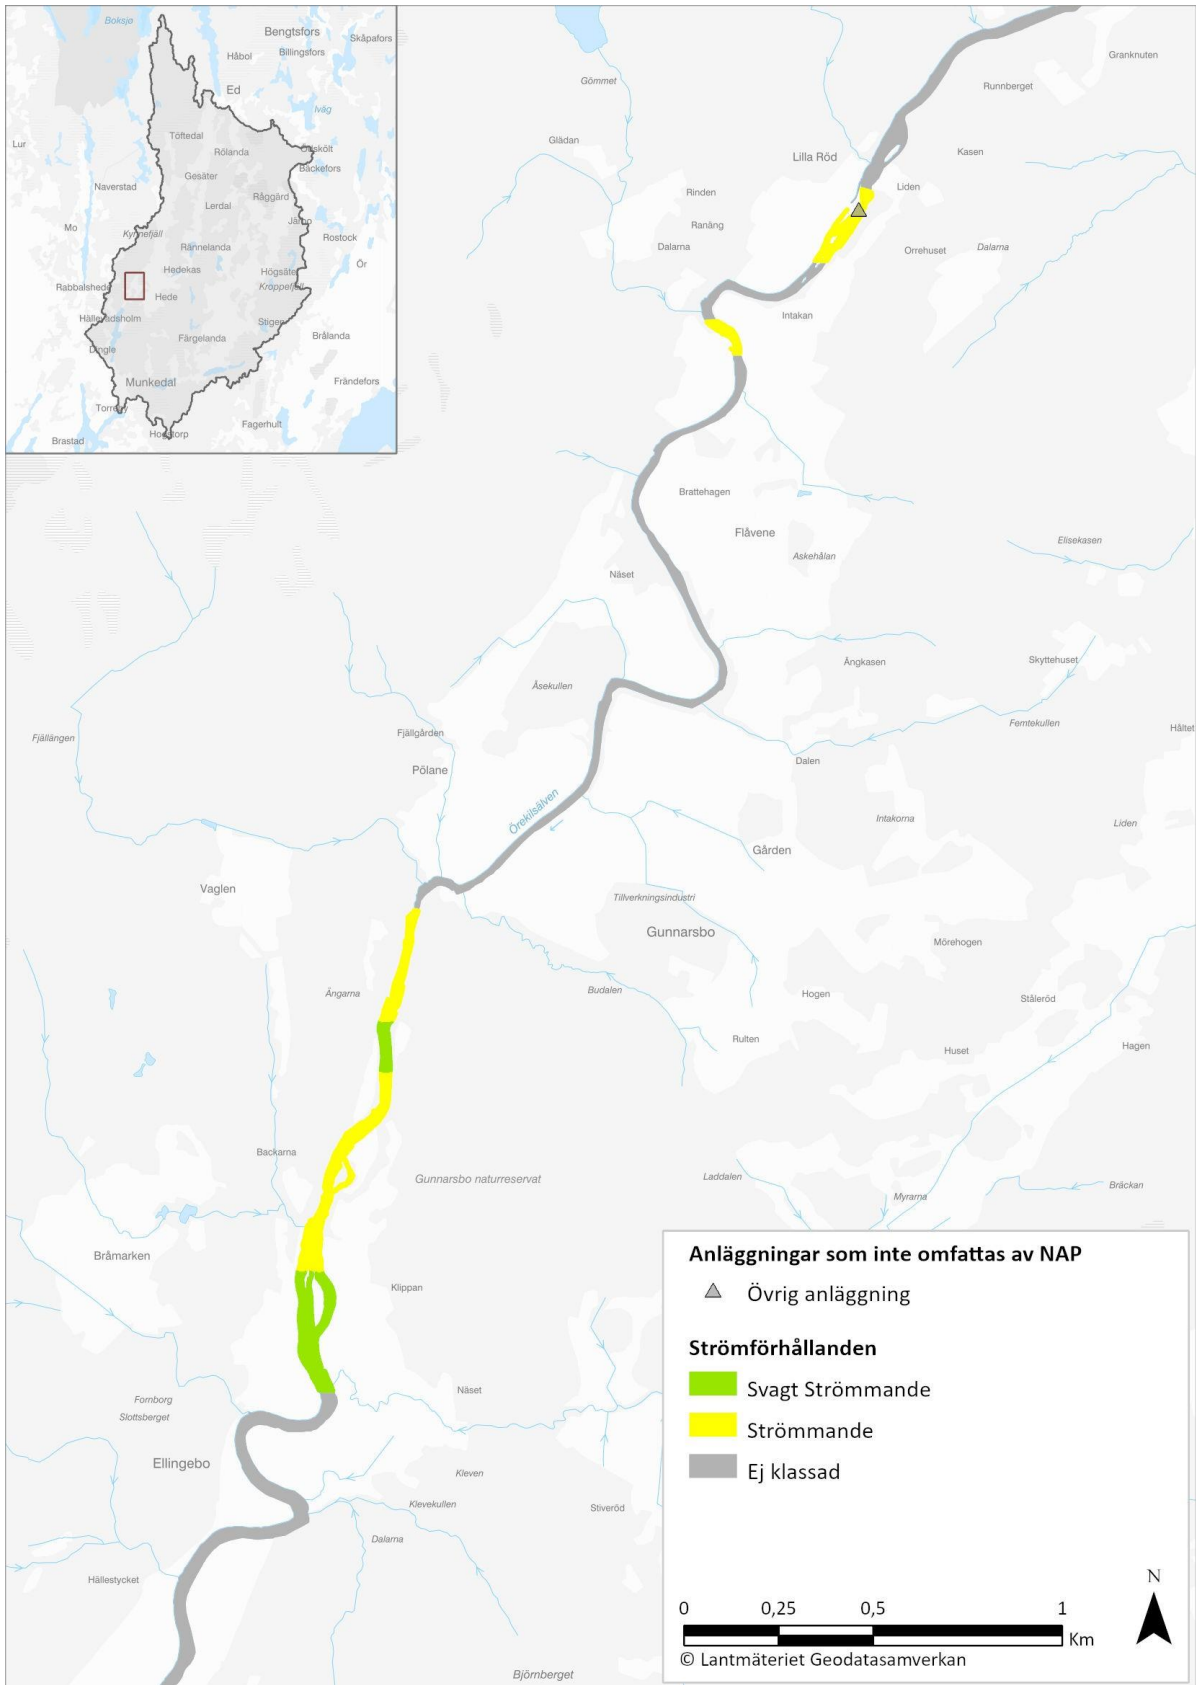 Boksjø
Bengtsfors
Skåpafors
Håbol
Billingsfors
Ed
Iväg
Lur
Töftedal
Rölanda
Ödskölt
Bäckefors
Gesäter
Naverstad
Råggärd
Lerdal
Mo
Kynnefjäll
Rännelanda
Rostock
Ör
Hedekas
Högsäter
Rabbalshede
Hede
Kroppefjäll
Hällevadsholm
Stigen
Färgelanda
Brålanda
Dingle
Munkedal
Frändefors
Torreby
Fagerhult
Hogstorp
Brastad
Granknuten
Gömmet
Runnberget
Glädan
Lilla Röd
Kasen
Rinden
Liden
Ranäng
Dalarna
Orrehuset
Dalarna
Intakan
Brattehagen
Flåvene
Askehålan
Elisekasen
Näset
Ängkasen
Skyttehuset
Åsekullen
Femtekullen
Håltet
Fjällängen
Fjällgården
Pölane
Dalen
Örekilsälven
Intakorna
Liden
Gården
Vaglen
Tillverkningsindustri
Gunnarsbo
Mörehogen
Ängarna
Budalen
Hogen
Ståleröd
Rulten
Huset
Hagen
Backarna
Gunnarsbo naturreservat
Laddalen
Myrarna
Bräckan
Bråmarken
Klippan
Fornborg
Slottsberget
Näset
Ellingebo
Kleven
Klevekullen
Stiveröd
Dalarna
Hällestycket
Björnberget
Anläggningar som inte omfattas av NAP
Övrig anläggning
Strömförhållanden
Svagt Strömmande
Strömmande
Ej klassad
N
0 0,25 0,5 1
Km
© Lantmäteriet Geodatasamverkan